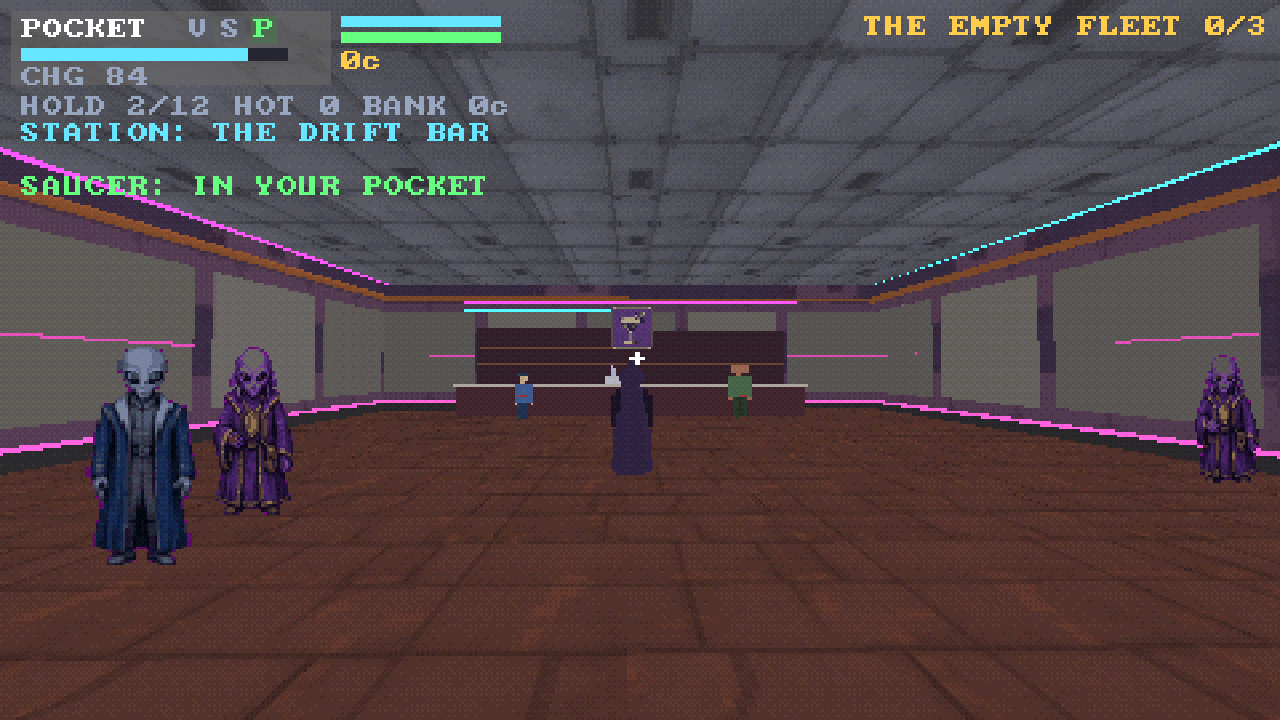 POCKET V S P
0c
CHG 84
HOLD 2/12 HOT 0 BANK 0c
STATION: THE DRIFT BAR
SAUCER: IN YOUR POCKET
THE EMPTY FLEET 0/3